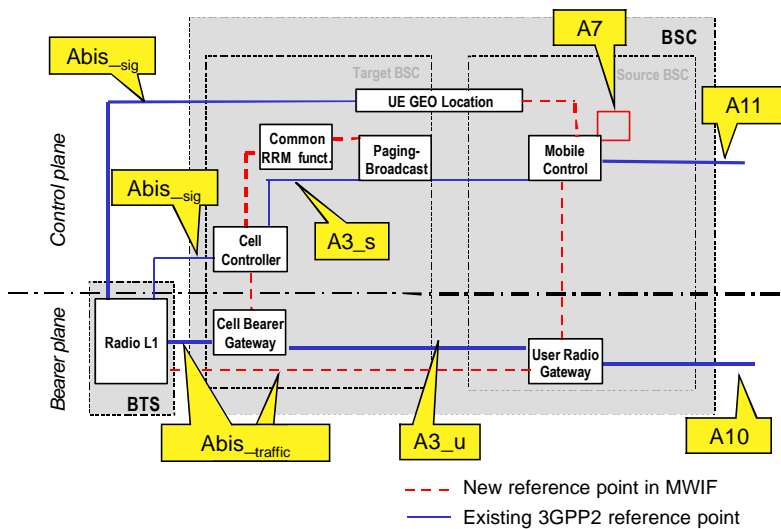 A7
BSC
Abis_sig
Target BSC
Source BSC
UE GEO Location
A11
Common
RRM funct.
Paging-
Broadcast
Mobile
Control
Control plane
Abis_sig
A3_s
Cell
Controller
Bearer plane
Radio L1
Cell Bearer
Gateway
User Radio
Gateway
BTS
Abis_traffic
A3_u
A10
New reference point in MWIF
Existing 3GPP2 reference point